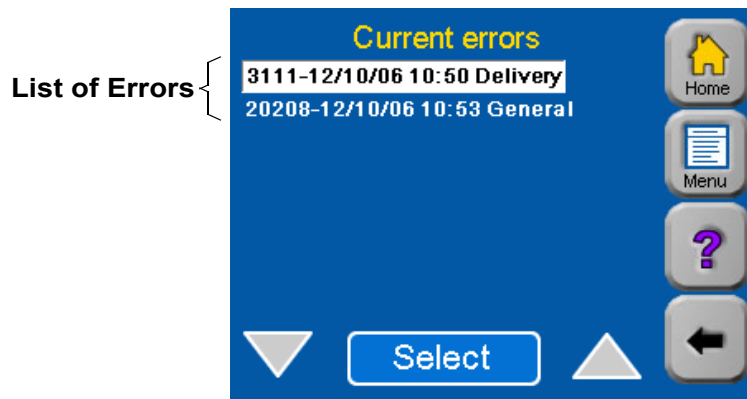 Current errors
List of Errors
3111-12/10/06 10:50 Delivery
20208-12/10/06 10:53 General
Home
Menu
?
Select